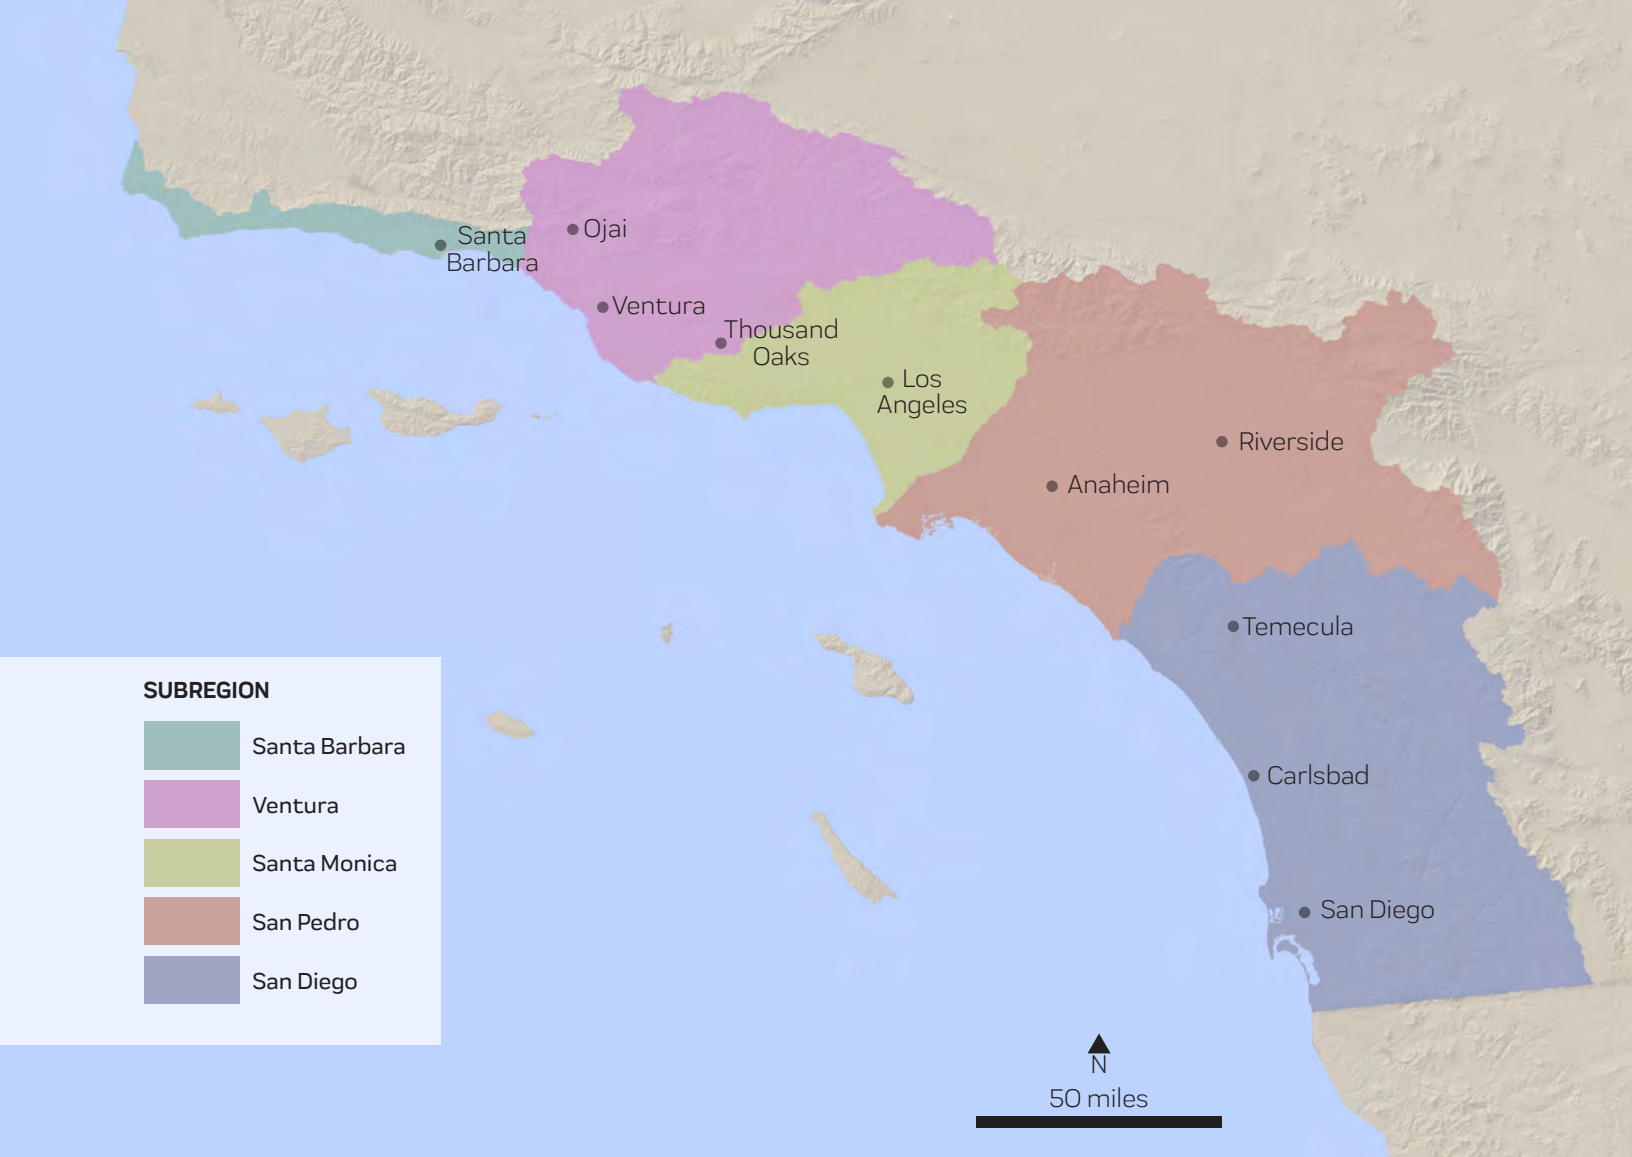 Santa
Barbara
Ojai
Ventura
Thousand
Oaks
Los
Angeles
Riverside
Anaheim
Temecula
Carlsbad
San Diego
SUBREGION
Santa Barbara
Ventura
Santa Monica
San Pedro
San Diego
N
50 miles